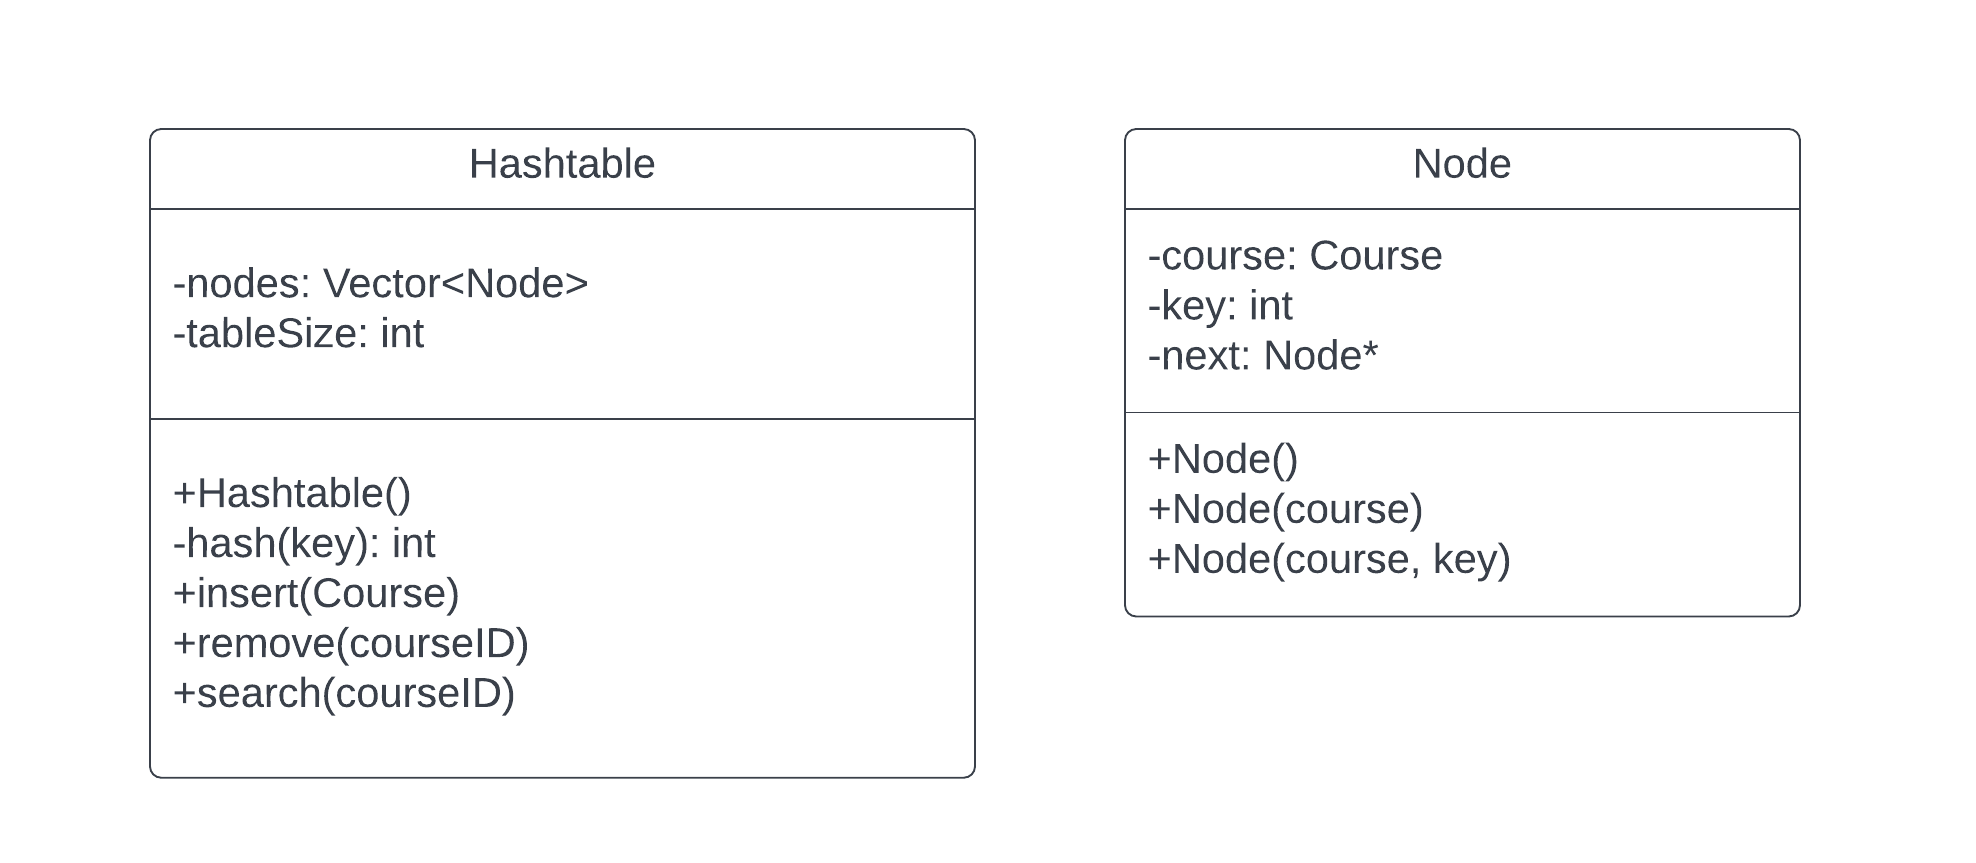 Hashtable
-nodes: Vector<Node>
-tableSize: int
+Hashtable()
-hash(key): int
+insert(Course)
+remove(courseID)
+search(courseID)
Node
-course: Course
-key: int
-next: Node*
+Node()
+Node(course)
+Node(course, key)